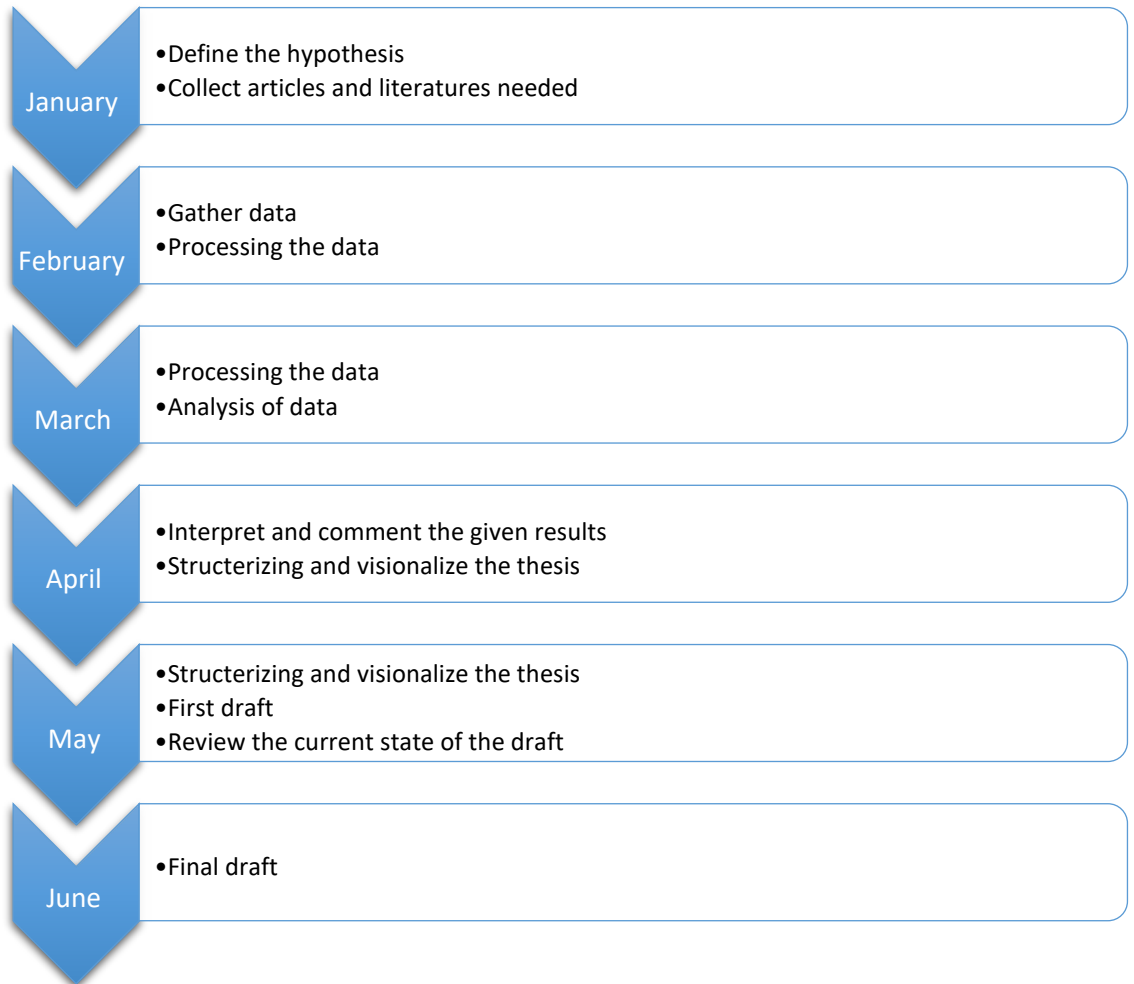 January
•Define the hypothesis
•Collect articles and literatures needed
February
•Gather data
•Processing the data
March
•Processing the data
•Analysis of data
April
•Interpret and comment the given results
•Structerizing and visionalize the thesis
May
•Structerizing and visionalize the thesis
•First draft
•Review the current state of the draft
June
•Final draft